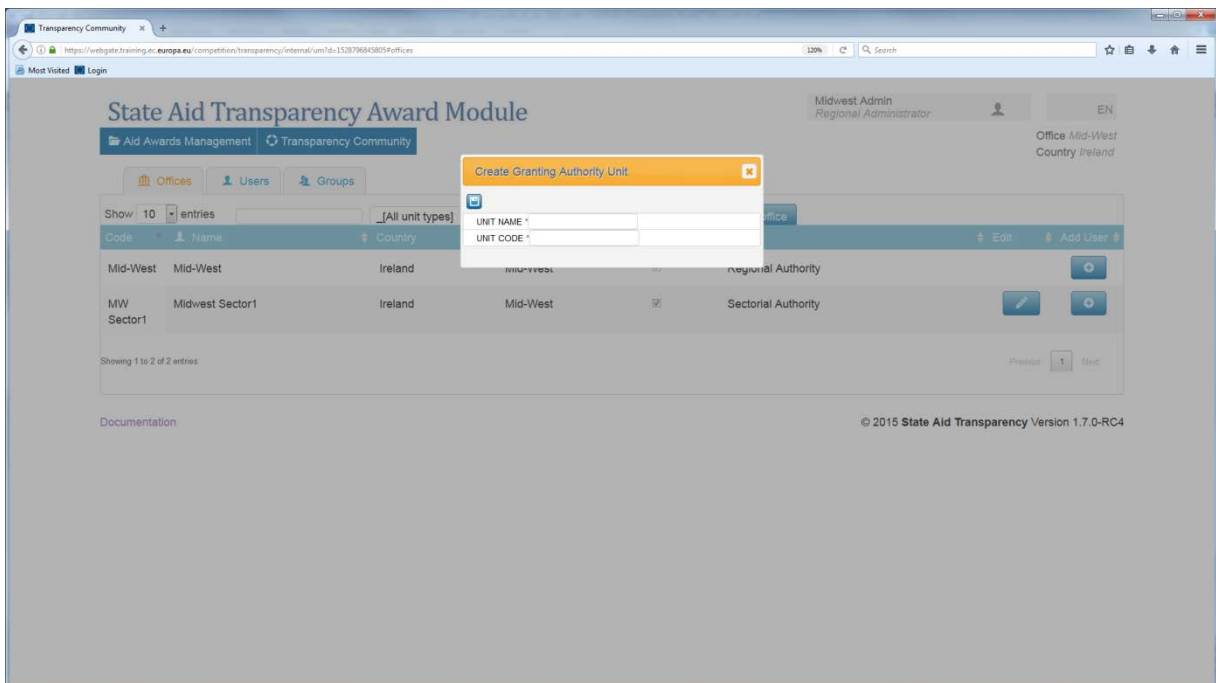 Transparency Community × +
https://webgate.training.ec.europa.eu/competition/transparency/internal/um?d=1528796845805#offices 120% Search
Most Visited Login
State Aid Transparency Award Module
Midwest Admin
Regional Administrator
EN
Aid Awards Management Transparency Community
Office Mid-West
Country Ireland
Create Granting Authority Unit
Offices Users Groups
Show 10 entries _[All unit types] office
UNIT NAME *
UNIT CODE *
Code Name Country Edit Add User
Mid-West Mid-West Ireland Mid-West Regional Authority
MW Sector1 Midwest Sector1 Ireland Mid-West Sectorial Authority
Showing 1 to 2 of 2 entries
Previous 1 Next
Documentation
© 2015 State Aid Transparency Version 1.7.0-RC4